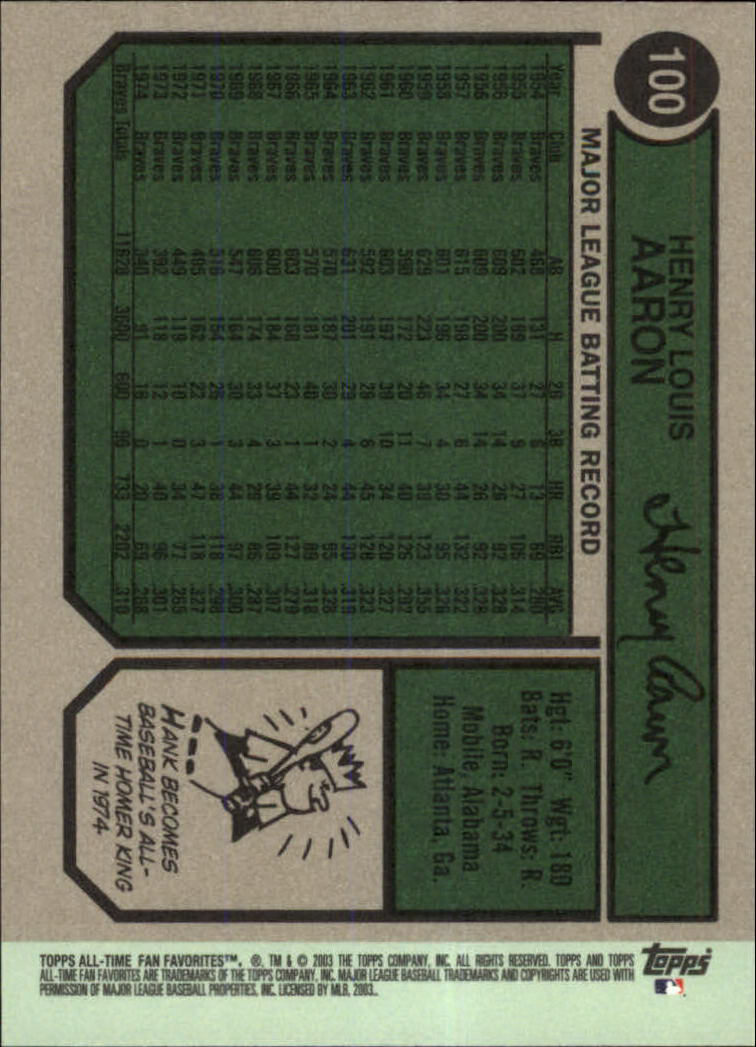 100
HENRY LOUIS
AARON
Henry Aaron
MAJOR LEAGUE BATTING RECORD
Year Club AB H 2B 3B HR RBI AVG
1954 Braves 468 131 27 6 13 69 .280
1955 Braves 602 189 37 9 27 106 .314
1956 Braves 609 200 34 14 26 92 .328
1956 Braves 609 200 34 14 26 92 .328
1957 Braves 615 198 27 6 44 132 .322
1958 Braves 601 196 34 4 30 95 .326
1959 Braves 629 223 46 7 39 123 .355
1960 Braves 590 172 20 11 40 126 .292
1961 Braves 603 197 39 10 34 120 .327
1962 Braves 592 191 28 6 45 128 .323
1963 Braves 631 201 29 4 44 130 .319
1964 Braves 570 187 30 2 24 95 .328
1965 Braves 570 181 40 1 32 89 .318
1966 Braves 603 168 23 1 44 127 .279
1967 Braves 600 184 37 3 39 109 .307
1968 Braves 606 174 33 4 29 86 .287
1969 Braves 547 164 30 3 44 97 .300
1970 Braves 516 154 26 1 38 118 .298
1971 Braves 495 162 22 3 47 118 .327
1972 Braves 449 119 10 0 34 77 .265
1973 Braves 392 118 12 1 40 96 .301
1974 Braves 340 91 16 0 20 69 .268
Braves Totals 11628 3600 600 96 733 2202 .310
Hgt: 6'0" Wgt: 180
Bats: R. Throws: R.
Born: 2-5-34
Mobile, Alabama
Home: Atlanta, Ga.
HANK BECOMES
BASEBALL'S ALL-
TIME HOMER KING
IN 1974.
Topps
TOPPS ALL-TIME FAN FAVORITES™, ®, TM & © 2003 THE TOPPS COMPANY, INC. ALL RIGHTS RESERVED. TOPPS AND TOPPS
ALL-TIME FAN FAVORITES ARE TRADEMARKS OF THE TOPPS COMPANY, INC. MAJOR LEAGUE BASEBALL TRADEMARKS AND COPYRIGHTS ARE USED WITH
PERMISSION OF MAJOR LEAGUE BASEBALL PROPERTIES, INC. LICENSED BY MLB, 2003.